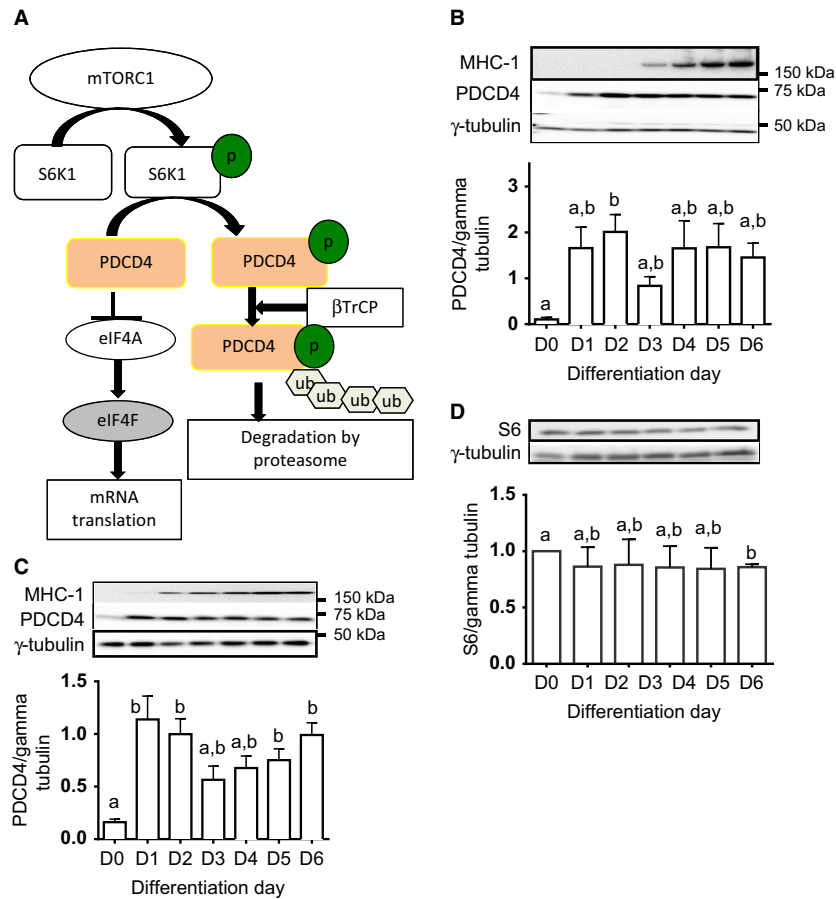 A
mTORC1
S6K1
S6K1
p
PDCD4
PDCD4
p
βTrCP
eIF4A
PDCD4
p
ub
ub
ub
ub
eIF4F
Degradation by
proteasome
mRNA
translation
B
MHC-1
150 kDa
PDCD4
75 kDa
γ-tubulin
50 kDa
PDCD4/gamma
tubulin
3
2
1
0
a
a,b
b
a,b
a,b
a,b
a,b
D0 D1 D2 D3 D4 D5 D6
Differentiation day
C
MHC-1
150 kDa
PDCD4
75 kDa
γ-tubulin
50 kDa
PDCD4/gamma
tubulin
1.5
1.0
0.5
0.0
a
b
b
a,b
a,b
b
b
D0 D1 D2 D3 D4 D5 D6
Differentiation day
D
S6
γ-tubulin
S6/gamma tubulin
1.5
1.0
0.5
0.0
a
a,b
a,b
a,b
a,b
a,b
b
D0 D1 D2 D3 D4 D5 D6
Differentiation day